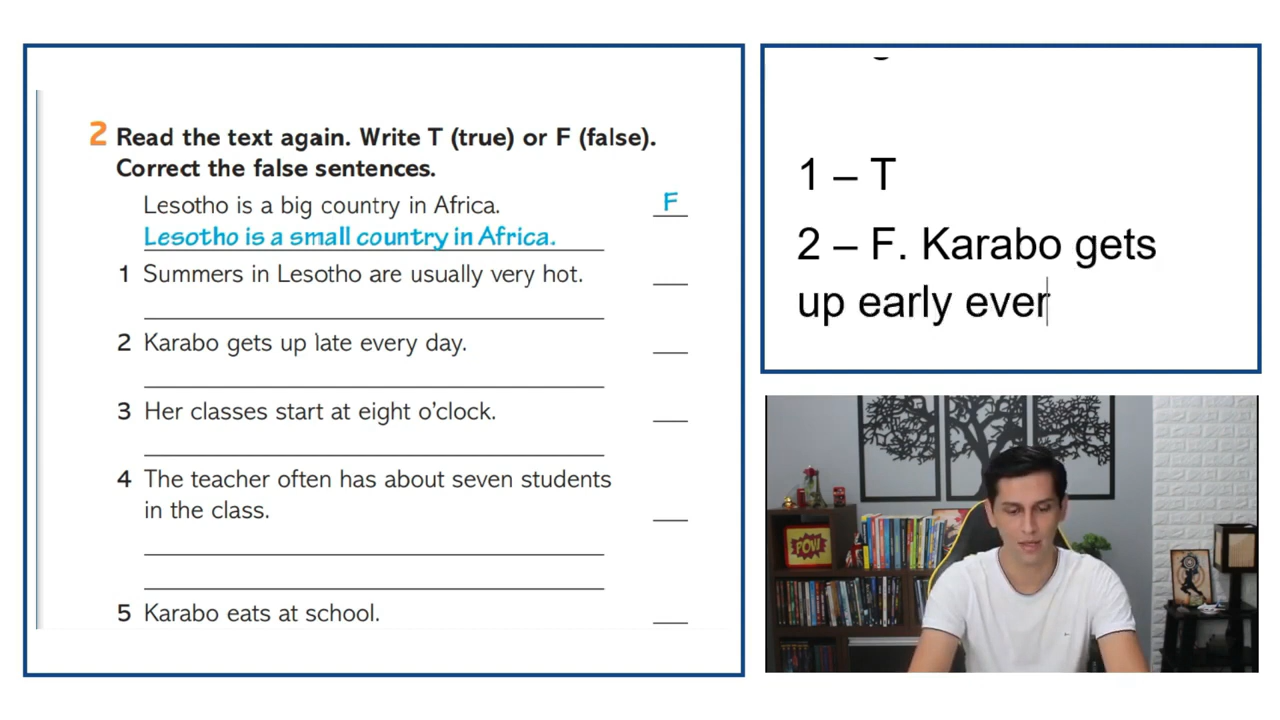 2 Read the text again. Write T (true) or F (false).
Correct the false sentences.
Lesotho is a big country in Africa. F
Lesotho is a small country in Africa.
1 Summers in Lesotho are usually very hot.
2 Karabo gets up late every day.
3 Her classes start at eight o'clock.
4 The teacher often has about seven students
in the class.
5 Karabo eats at school.
1 – T
2 – F. Karabo gets
up early ever
POW!